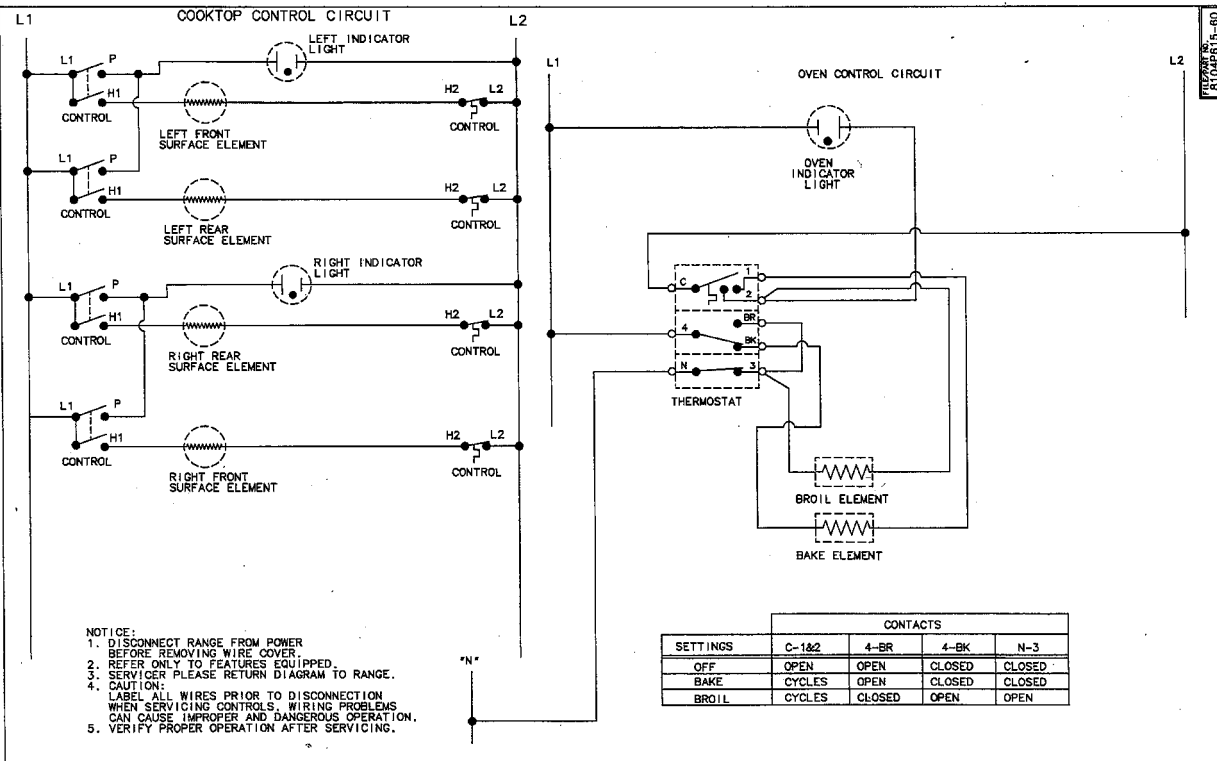 COOKTOP CONTROL CIRCUIT
L1
L2
LEFT INDICATOR
LIGHT
L1
P
H1
CONTROL
LEFT FRONT
SURFACE ELEMENT
H2
L2
CONTROL
L1
P
H1
CONTROL
LEFT REAR
SURFACE ELEMENT
H2
L2
CONTROL
RIGHT INDICATOR
LIGHT
L1
P
H1
CONTROL
RIGHT REAR
SURFACE ELEMENT
H2
L2
CONTROL
L1
P
H1
CONTROL
RIGHT FRONT
SURFACE ELEMENT
H2
L2
CONTROL
L1
OVEN CONTROL CIRCUIT
L2
OVEN
INDICATOR
LIGHT
C
1
2
BR
4
BK
N
3
THERMOSTAT
BROIL ELEMENT
BAKE ELEMENT
NOTICE:
1. DISCONNECT RANGE FROM POWER
BEFORE REMOVING WIRE COVER.
2. REFER ONLY TO FEATURES EQUIPPED.
3. SERVICER PLEASE RETURN DIAGRAM TO RANGE.
4. CAUTION:
LABEL ALL WIRES PRIOR TO DISCONNECTION
WHEN SERVICING CONTROLS. WIRING PROBLEMS
CAN CAUSE IMPROPER AND DANGEROUS OPERATION.
5. VERIFY PROPER OPERATION AFTER SERVICING.
"N"
CONTACTS
SETTINGS C-1&2 4-BR 4-BK N-3
OFF OPEN OPEN CLOSED CLOSED
BAKE CYCLES OPEN CLOSED CLOSED
BROIL CYCLES CLOSED OPEN OPEN
FILE/PART NO.
8104P615-60